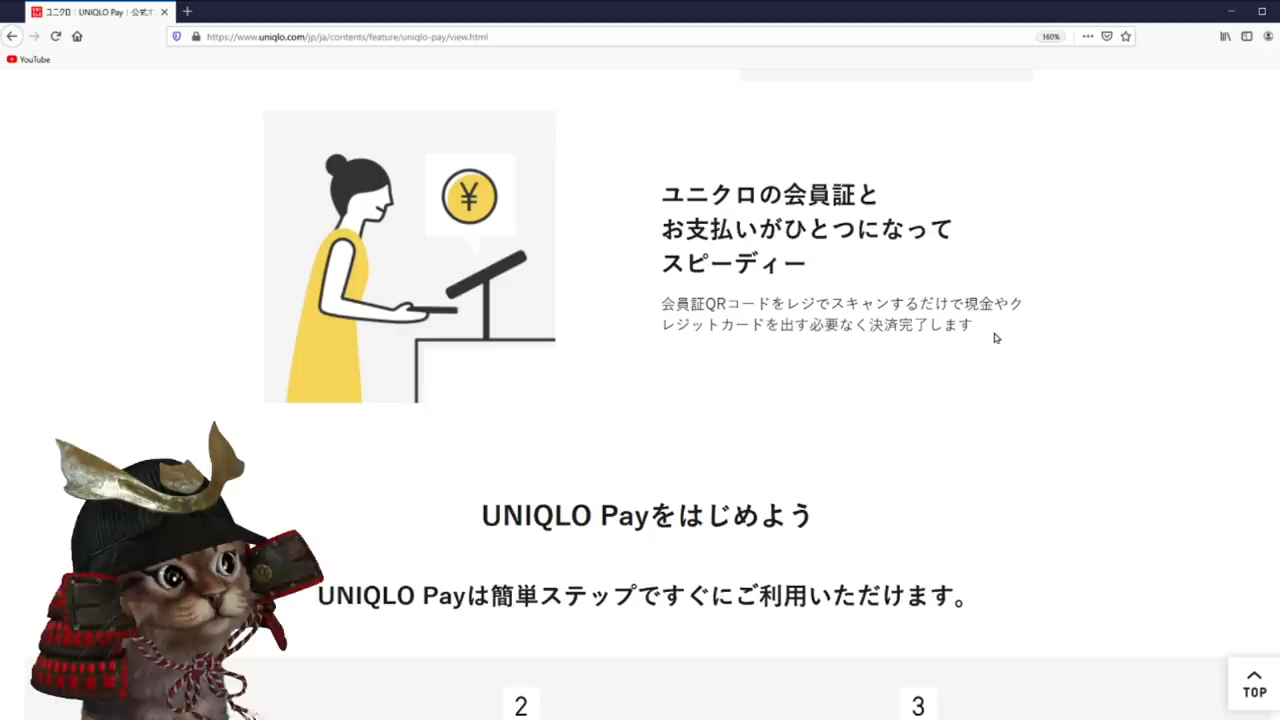 ユニクロ｜UNIQLO Pay｜公式オ
https://www.uniqlo.com/jp/ja/contents/feature/uniqlo-pay/view.html
160%
YouTube
¥
ユニクロの会員証と
お支払いがひとつになって
スピーディー
会員証QRコードをレジでスキャンするだけで現金やク
レジットカードを出す必要なく決済完了します
UNIQLO Payをはじめよう
UNIQLO Payは簡単ステップですぐにご利用いただけます。
2
3
TOP